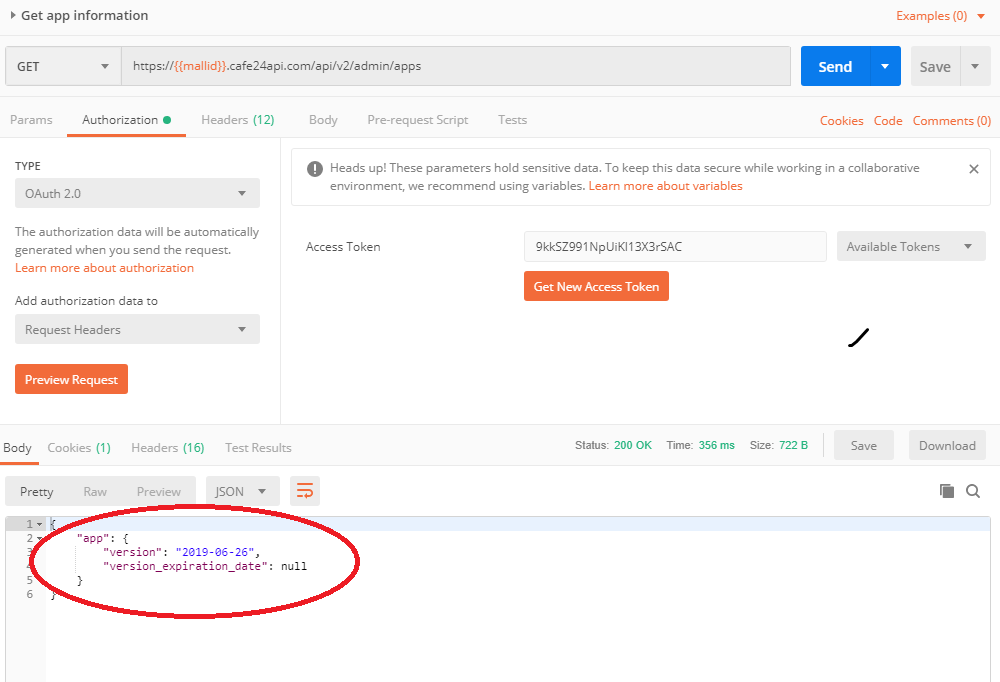 Get app information
Examples (0)
GET
https://{{mallid}}.cafe24api.com/api/v2/admin/apps
Send
Save
Params
Authorization
Headers (12)
Body
Pre-request Script
Tests
Cookies
Code
Comments (0)
TYPE
OAuth 2.0
The authorization data will be automatically
generated when you send the request.
Learn more about authorization
Add authorization data to
Request Headers
Preview Request
Heads up! These parameters hold sensitive data. To keep this data secure while working in a collaborative
environment, we recommend using variables. Learn more about variables
Access Token
9kkSZ991NpUiKI13X3rSAC
Available Tokens
Get New Access Token
Body
Cookies (1)
Headers (16)
Test Results
Status: 200 OK
Time: 356 ms
Size: 722 B
Save
Download
Pretty
Raw
Preview
JSON
1 {
2 "app": {
3 "version": "2019-06-26",
4 "version_expiration_date": null
5 }
6 }